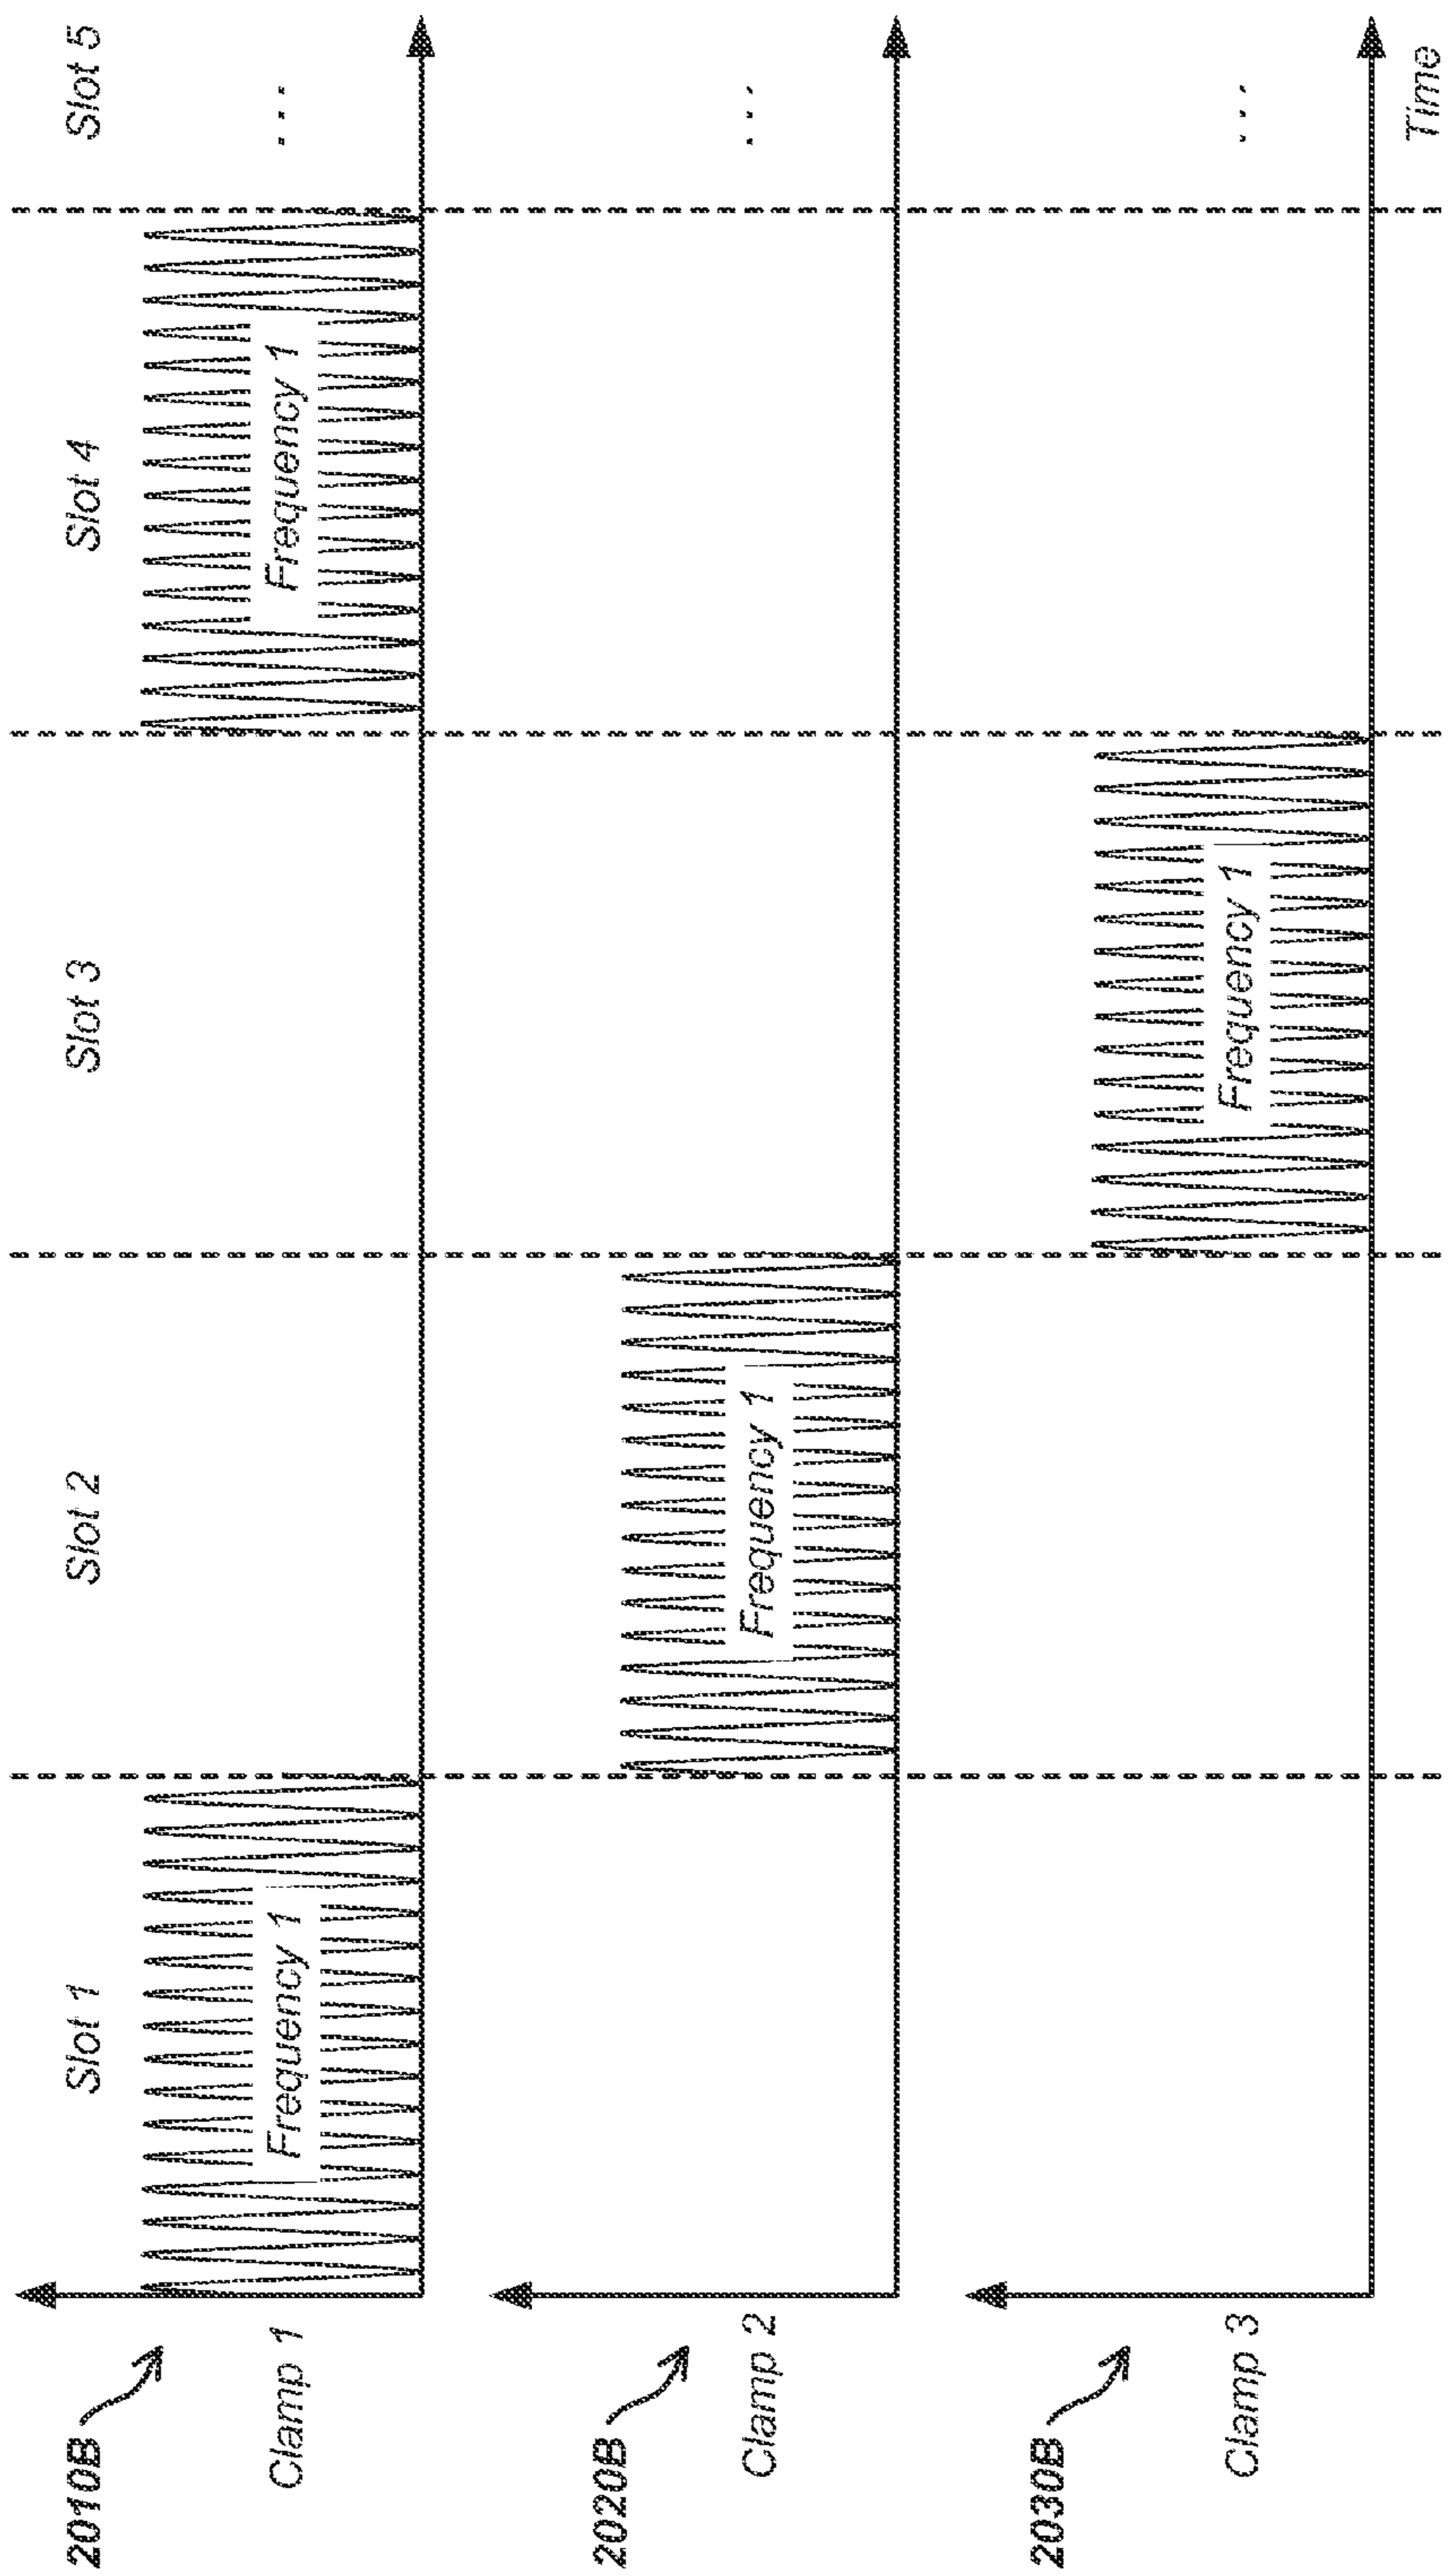 Slot 1
Slot 2
Slot 3
Slot 4
Slot 5
2010B
Clamp 1
Frequency 1
Frequency 1
...
2020B
Clamp 2
Frequency 1
...
2030B
Clamp 3
Frequency 1
...
Time